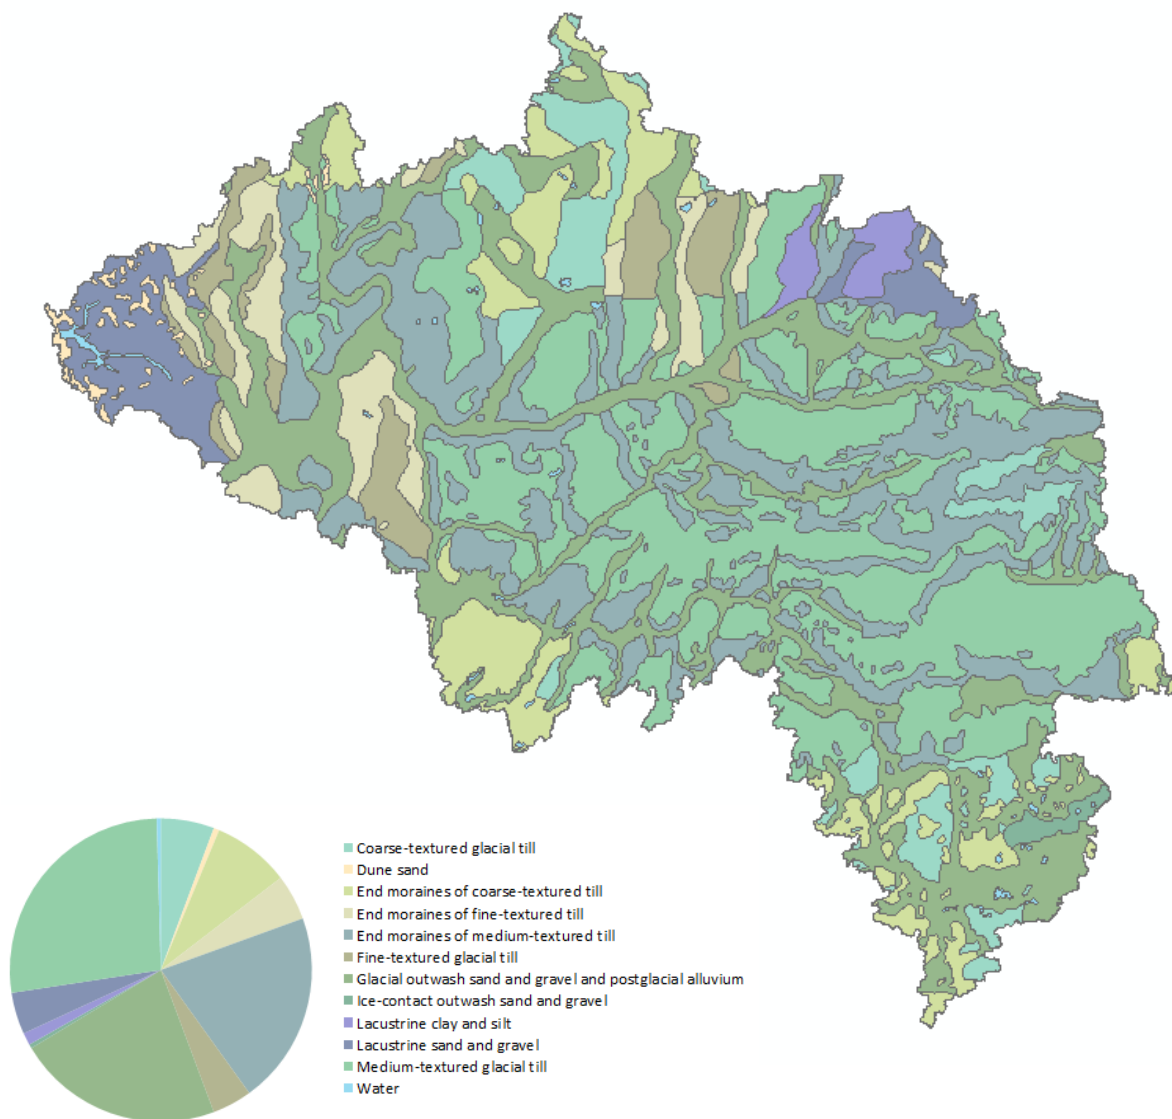 Coarse-textured glacial till
Dune sand
End moraines of coarse-textured till
End moraines of fine-textured till
End moraines of medium-textured till
Fine-textured glacial till
Glacial outwash sand and gravel and postglacial alluvium
Ice-contact outwash sand and gravel
Lacustrine clay and silt
Lacustrine sand and gravel
Medium-textured glacial till
Water